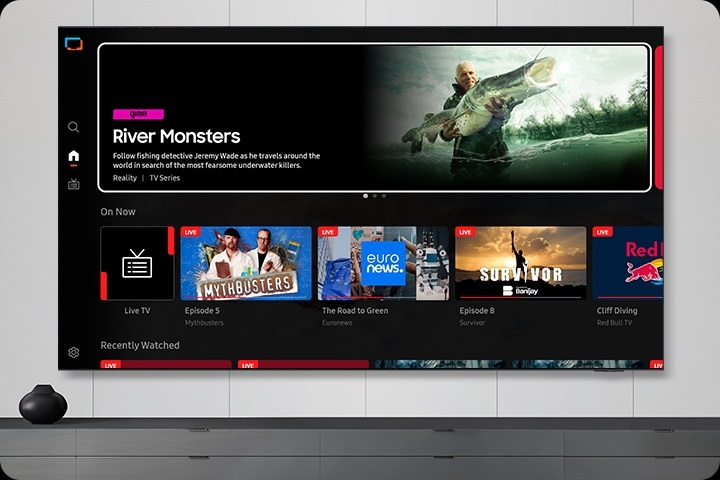 River Monsters
Follow fishing detective Jeremy Wade as he travels around the
world in search of the most fearsome underwater killers.
Reality | TV Series
On Now
LIVE
LIVE
LIVE
LIVE
MYTHBUSTERS
euro
news.
SURVIVOR
Banijay
Red
Live TV
Episode 5
The Road to Green
Episode 8
Cliff Diving
Mythbusters
Euronews
Survivor
Red Bull TV
Recently Watched
LIVE
LIVE
LIVE